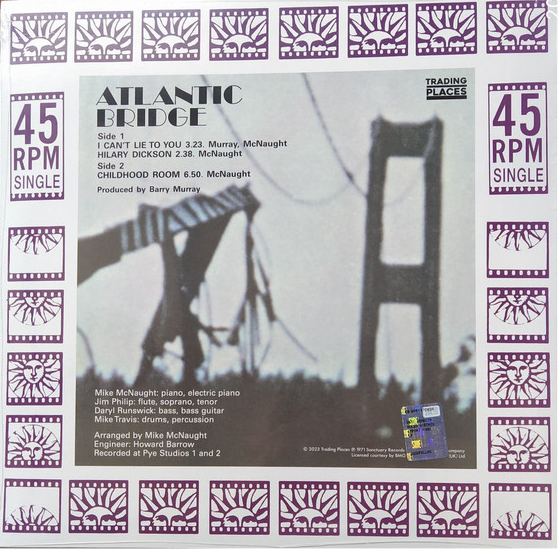 45
RPM
SINGLE
ATLANTIC
BRIDGE
TRADING
PLACES
45
RPM
SINGLE
Side 1
I CAN'T LIE TO YOU 3.23. Murray, McNaught
HILARY DICKSON 2.38. McNaught
Side 2
CHILDHOOD ROOM 6.50. McNaught
Produced by Barry Murray
Mike McNaught: piano, electric piano
Jim Philip: flute, soprano, tenor
Daryl Runswick: bass, bass guitar
Mike Travis: drums, percussion
Arranged by Mike McNaught
Engineer: Howard Barrow
Recorded at Pye Studios 1 and 2
© 2023 Trading Places ℗ 1971 Sanctuary Records
Licensed courtesy by BMG (UK) Ltd